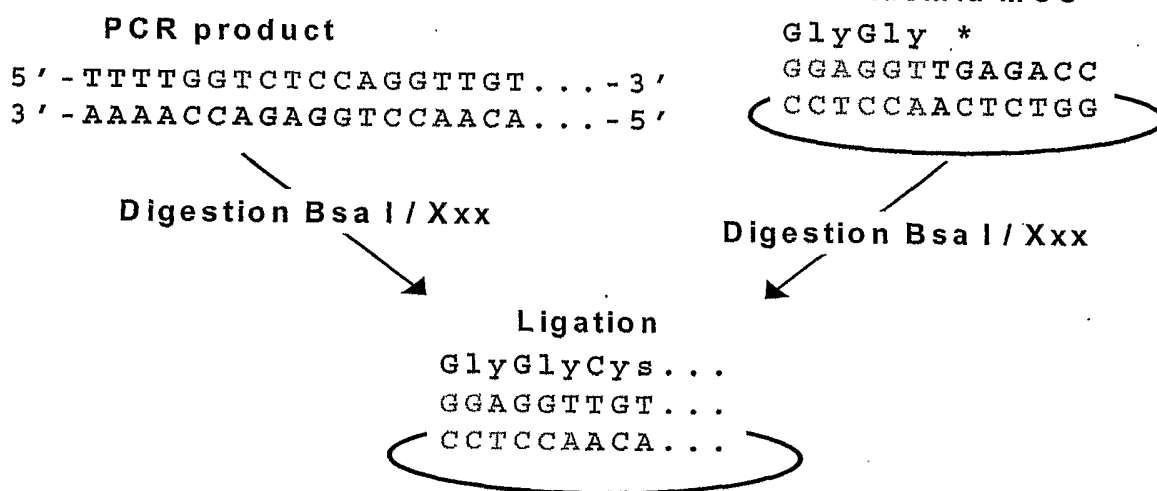 PCR product
5'-TTTTGGTCTCCAGGTTGT...-3'
3'-AAAACCAGAGGTCCAACA...-5'
GlyGly *
GGAGGTTGAGACC
CCTCCAACTCTGG
Digestion Bsa I / Xxx
Digestion Bsa I / Xxx
Ligation
GlyGlyCys...
GGAGGTTGT...
CCTCCAACA...